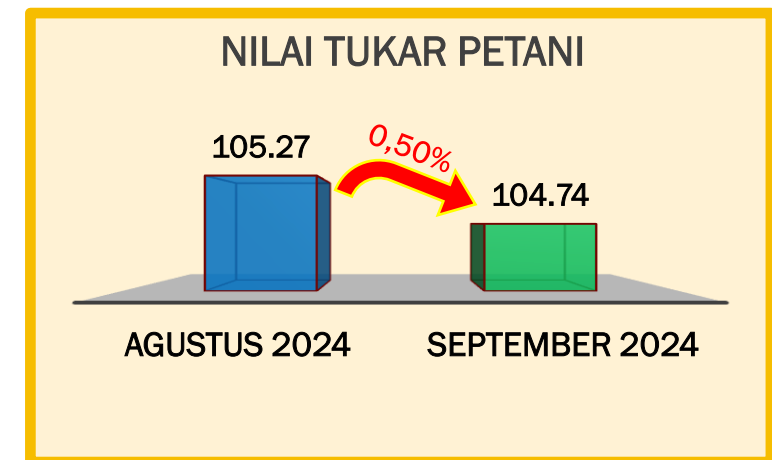 NILAI TUKAR PETANI
105.27
0,50%
104.74
AGUSTUS 2024
SEPTEMBER 2024